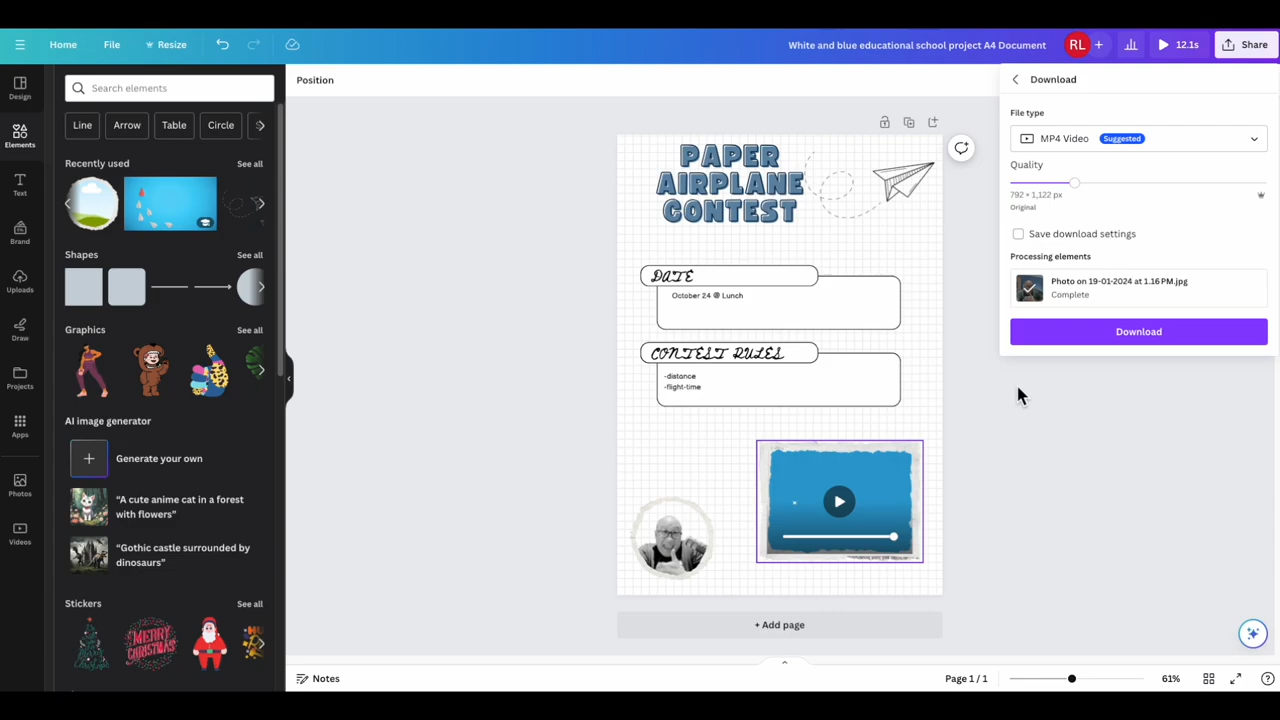 Home
File
Resize
White and blue educational school project A4 Document
RL
+
12.1s
Share
Design
Elements
Text
Brand
Uploads
Draw
Projects
Apps
Photos
Videos
Search elements
Line
Arrow
Table
Circle
Recently used
See all
Shapes
See all
Graphics
See all
AI image generator
Generate your own
“A cute anime cat in a forest
with flowers”
“Gothic castle surrounded by
dinosaurs”
Stickers
See all
MERRY
CHRISTMAS
Position
PAPER
AIRPLANE
CONTEST
DATE
October 24 @ Lunch
CONTEST RULES
-distance
-flight-time
+ Add page
Download
File type
MP4 Video
Suggested
Quality
792 × 1,122 px
Original
Save download settings
Processing elements
Photo on 19-01-2024 at 1.16 PM.jpg
Complete
Download
Notes
Page 1 / 1
61%